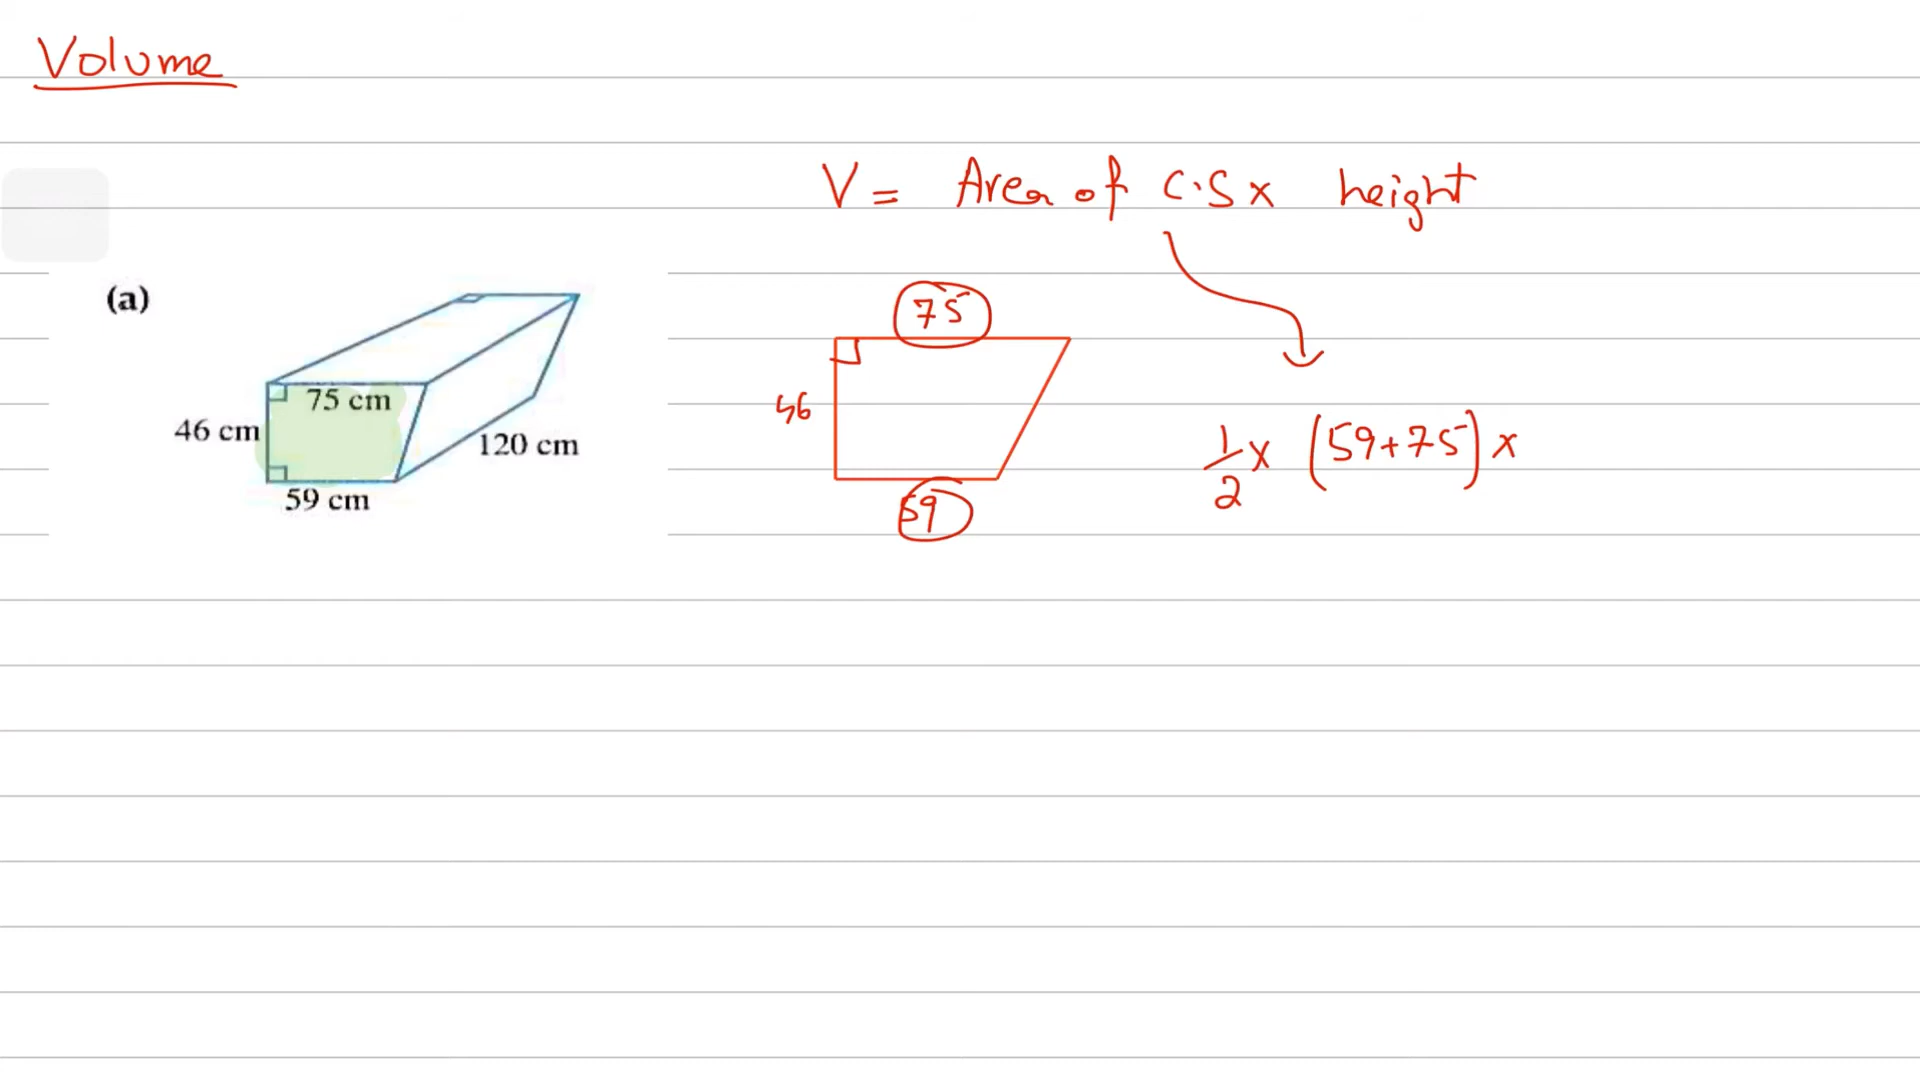 Volume
V = Area of C.S x height
(a)
75
75 cm
46
46 cm
120 cm
1/2 x (59+75) x
59 cm
59